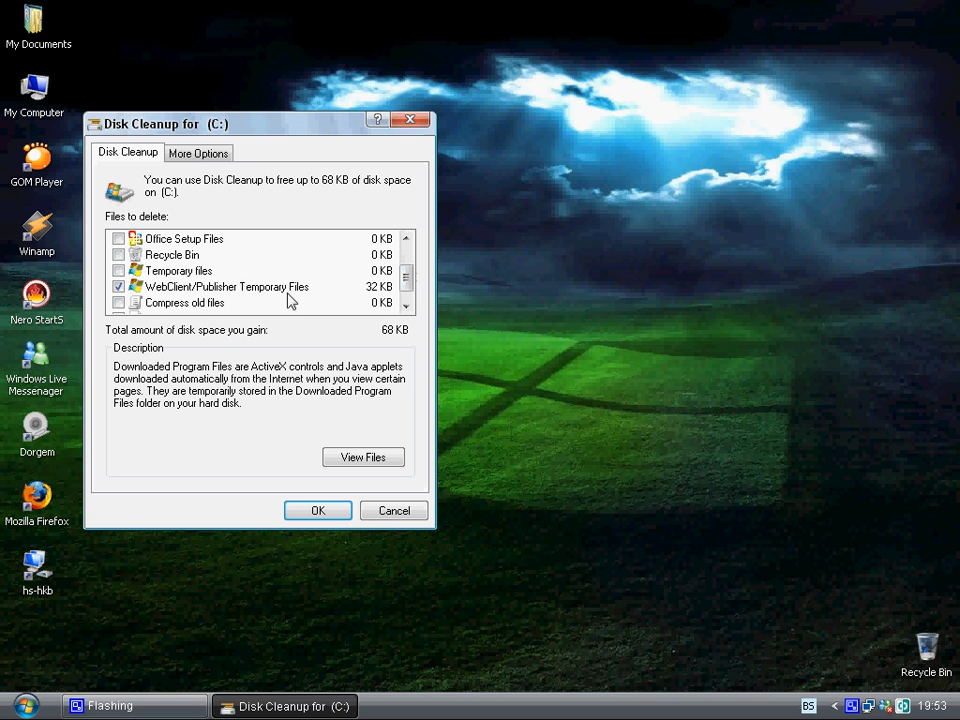 My Documents
My Computer
GOM Player
Winamp
Nero StartS
Windows Live
Messenager
Dorgem
Mozilla Firefox
hs-hkb
Disk Cleanup for (C:)
?
Disk Cleanup
More Options
You can use Disk Cleanup to free up to 68 KB of disk space
on (C:).
Files to delete:
Office Setup Files 0 KB
Recycle Bin 0 KB
Temporary files 0 KB
WebClient/Publisher Temporary Files 32 KB
Compress old files 0 KB
Total amount of disk space you gain: 68 KB
Description
Downloaded Program Files are ActiveX controls and Java applets
downloaded automatically from the Internet when you view certain
pages. They are temporarily stored in the Downloaded Program
Files folder on your hard disk.
View Files
OK
Cancel
Recycle Bin
Flashing
Disk Cleanup for (C:)
BS
19:53